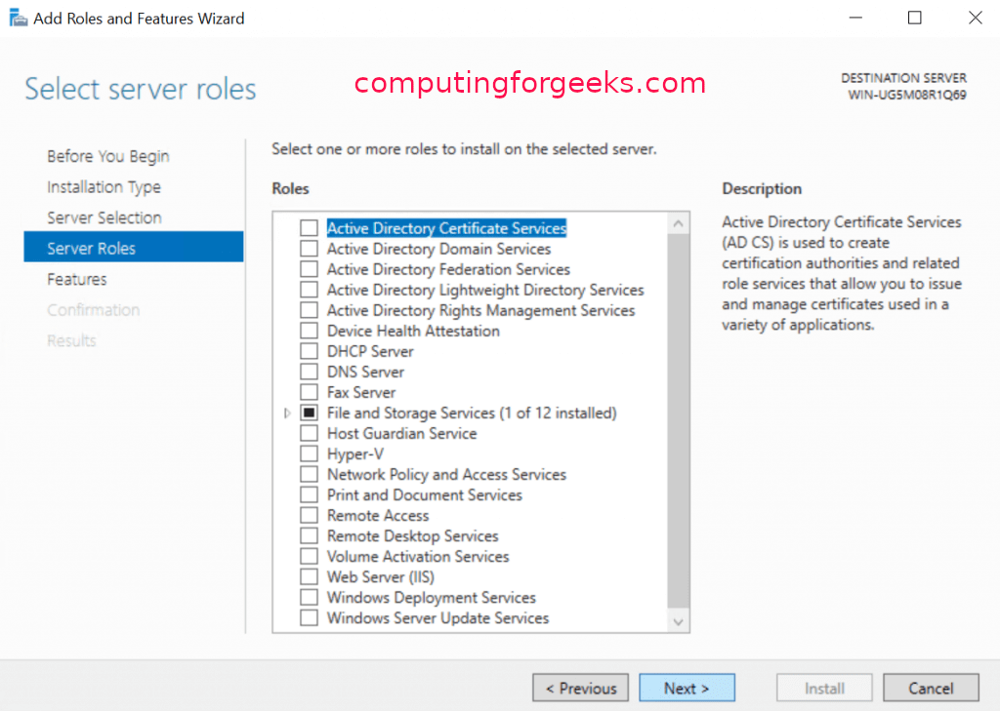 Add Roles and Features Wizard
Select server roles
computingforgeeks.com
DESTINATION SERVER
WIN-UG5M08R1Q69
Before You Begin
Installation Type
Server Selection
Server Roles
Features
Confirmation
Results
Select one or more roles to install on the selected server.
Roles
Active Directory Certificate Services
Active Directory Domain Services
Active Directory Federation Services
Active Directory Lightweight Directory Services
Active Directory Rights Management Services
Device Health Attestation
DHCP Server
DNS Server
Fax Server
File and Storage Services (1 of 12 installed)
Host Guardian Service
Hyper-V
Network Policy and Access Services
Print and Document Services
Remote Access
Remote Desktop Services
Volume Activation Services
Web Server (IIS)
Windows Deployment Services
Windows Server Update Services
Description
Active Directory Certificate Services
(AD CS) is used to create
certification authorities and related
role services that allow you to issue
and manage certificates used in a
variety of applications.
< Previous
Next >
Install
Cancel